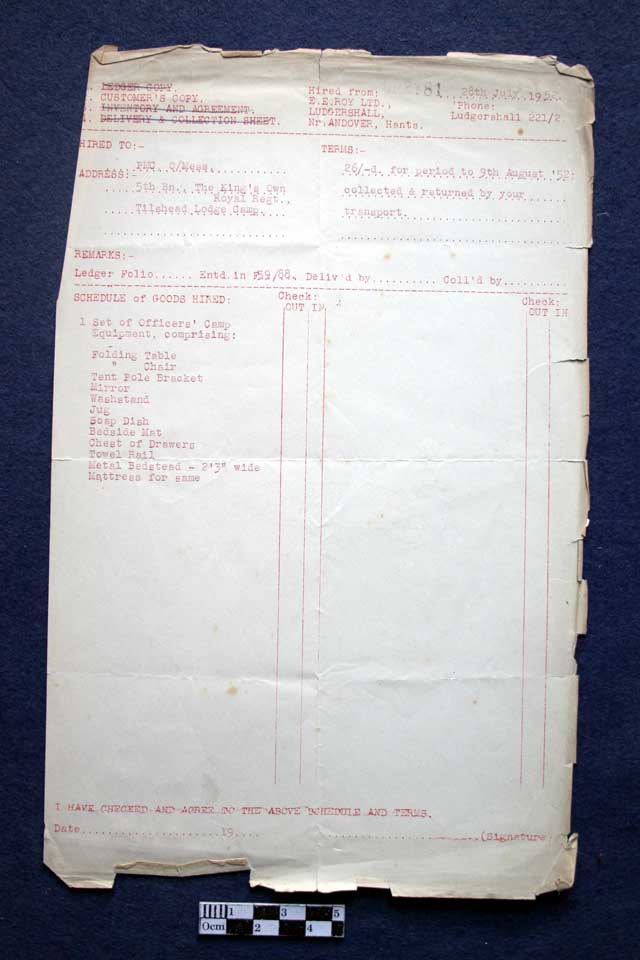 LEDGER COPY.
CUSTOMER'S COPY.
INVENTORY AND AGREEMENT.
DELIVERY & COLLECTION SHEET.
Hired from:
E.E.ROY LTD.,
LUDGERSHALL,
Nr.ANDOVER, Hants.
81 28th July 195
'Phone:
Ludgershall 221/2.
HIRED TO:-
PMC, O/Mess,
ADDRESS:-
5th Bn., The King's Own
Royal Regt.,
Tilshead Lodge Camp.
TERMS:-
26/-d. for period to 9th August '52:
collected & returned by your
transport.
REMARKS:-
Ledger Folio...... Entd.in F59/88. Deliv'd by.......... Coll'd by..........
SCHEDULE of GOODS HIRED:
Check:
OUT IN
Check:
OUT IN
1 Set of Officers' Camp
Equipment, comprising:
Folding Table
" Chair
Tent Pole Bracket
Mirror
Washstand
Jug
Soap Dish
Bedside Mat
Chest of Drawers
Towel Rail
Metal Bedstead - 2'3" wide
Mattress for same
I HAVE CHECKED AND AGREE TO THE ABOVE SCHEDULE AND TERMS.
Date.....................19....
(Signature
0cm 1 2 3 4 5